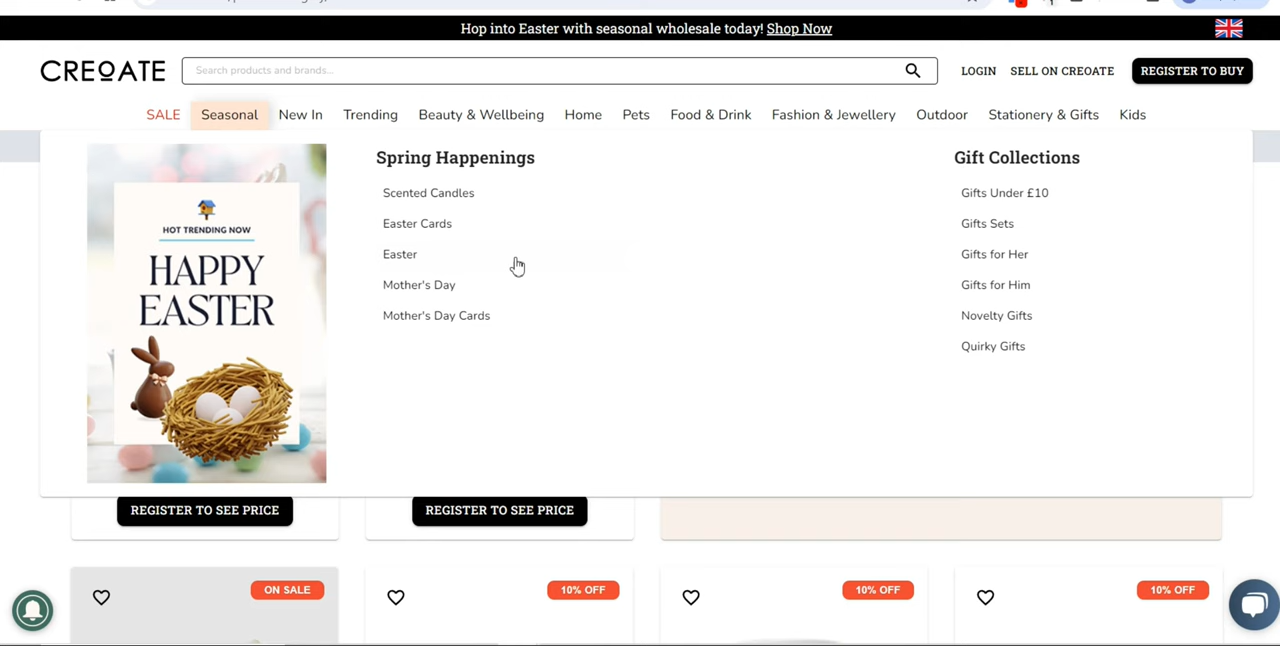 Hop into Easter with seasonal wholesale today! Shop Now
CREOATE
Search products and brands...
LOGIN
SELL ON CREOATE
REGISTER TO BUY
SALE
Seasonal
New In
Trending
Beauty & Wellbeing
Home
Pets
Food & Drink
Fashion & Jewellery
Outdoor
Stationery & Gifts
Kids
HOT TRENDING NOW
HAPPY
EASTER
Spring Happenings
Scented Candles
Easter Cards
Easter
Mother's Day
Mother's Day Cards
Gift Collections
Gifts Under £10
Gifts Sets
Gifts for Her
Gifts for Him
Novelty Gifts
Quirky Gifts
REGISTER TO SEE PRICE
REGISTER TO SEE PRICE
ON SALE
10% OFF
10% OFF
10% OFF